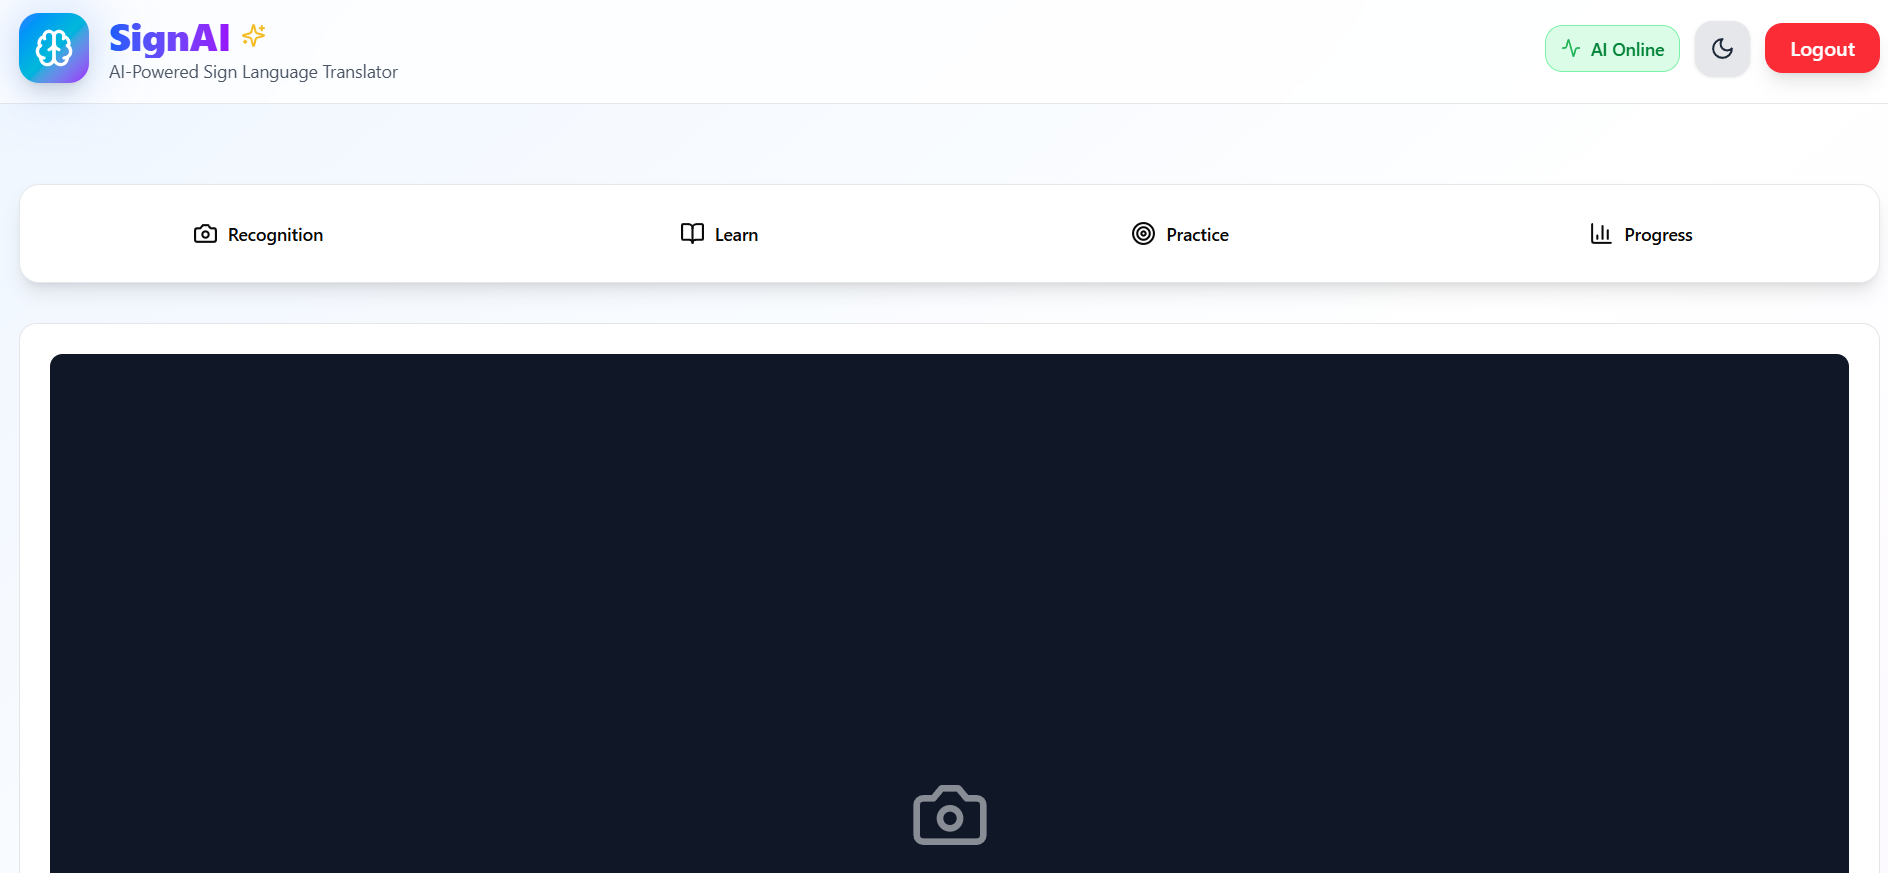 SignAI
AI-Powered Sign Language Translator
AI Online
Logout
Recognition
Learn
Practice
Progress